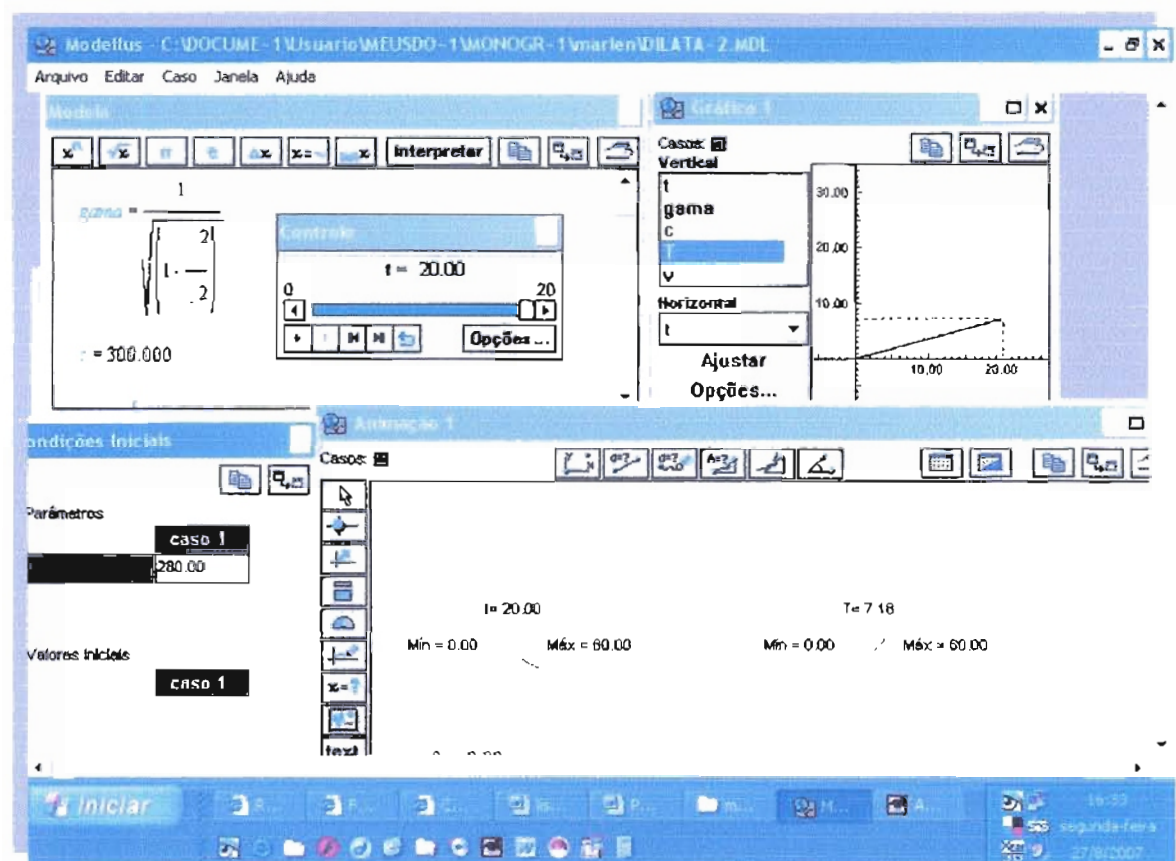 Modellus - C:\DOCUME~1\Usuario\MEUSDO~1\MONOGR~1\marlen\DILATA~2.MDL
Arquivo Editar Caso Janela Ajuda
Modelo
Interpretar
gama = 1
1 - 2
2
= 300.000
Controle
t = 20.00
0 20
Opções ...
Gráfico 1
Casos:
Vertical
t
gama
c
T
v
Horizontal
t
Ajustar
Opções...
30.00
20.00
10.00
10.00 20.00
ondições Iniciais
Parâmetros
caso 1
280.00
Valores Iniciais
caso 1
Animação 1
Casos:
x=?
text
t= 20.00
Mín = 0.00 Máx = 60.00
T= 7.18
Mín = 0.00 Máx = 60.00
Iniciar
16:53
segunda-feira
27/8/2007